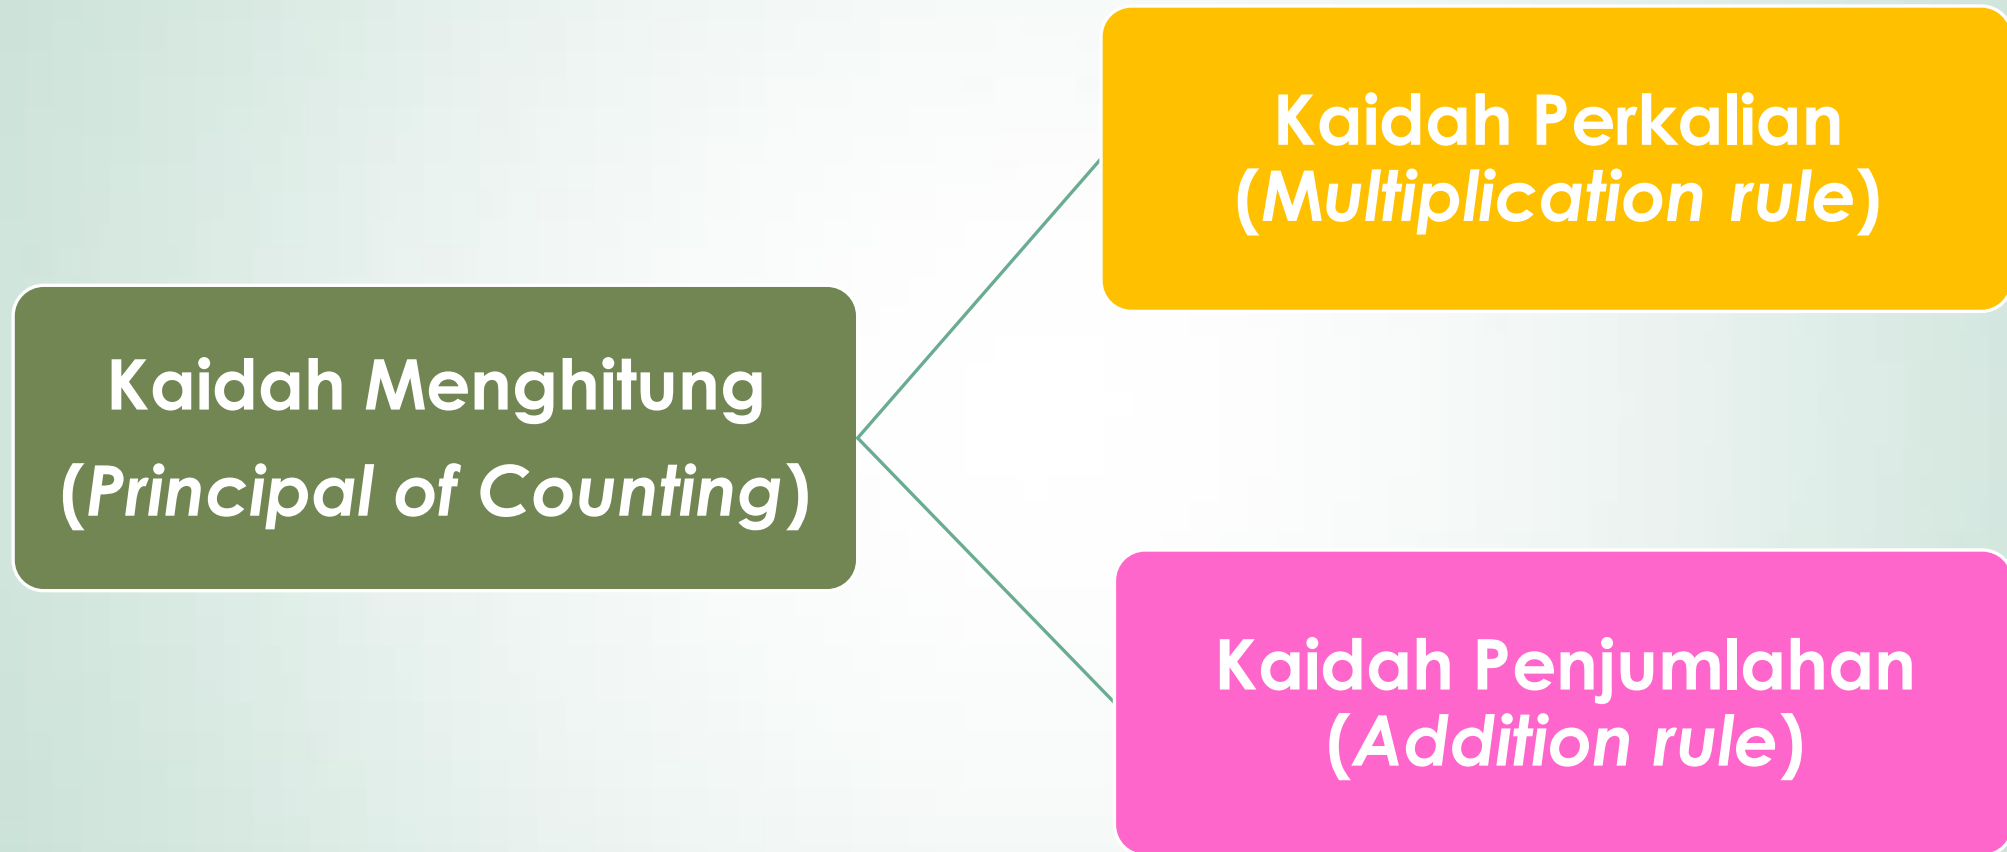 Kaidah Menghitung
(Principal of Counting)
Kaidah Perkalian
(Multiplication rule)
Kaidah Penjumlahan
(Addition rule)